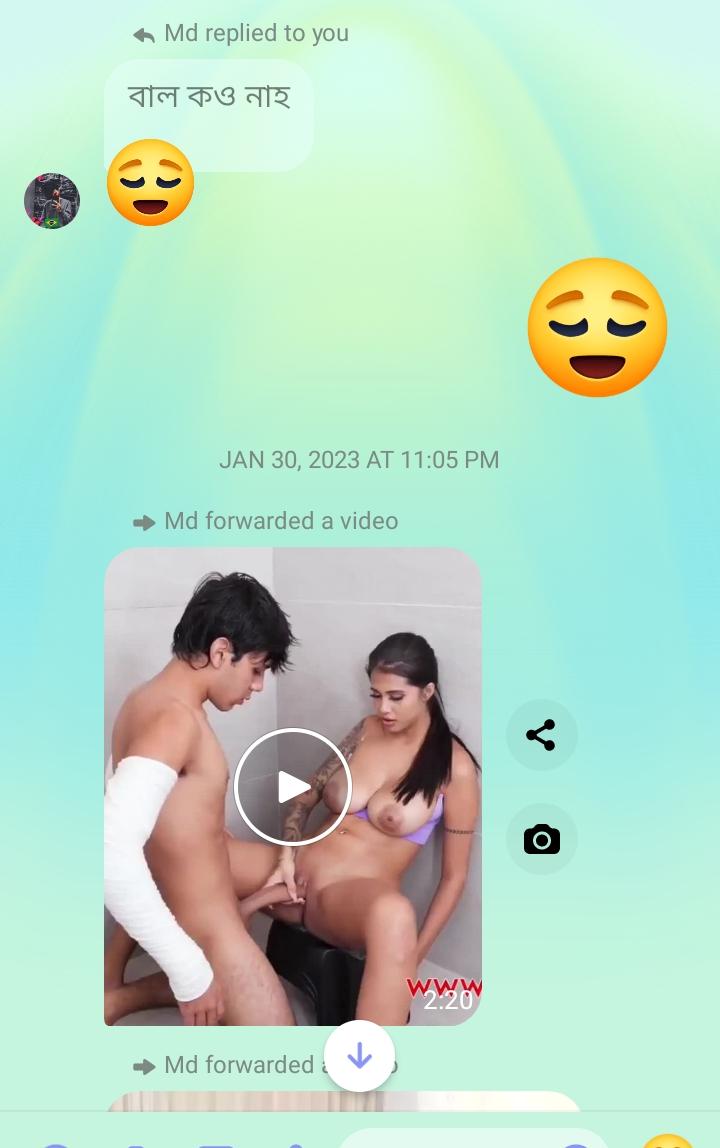 Md replied to you
বাল কও নাহ
JAN 30, 2023 AT 11:05 PM
Md forwarded a video
www
2:20
Md forwarded a